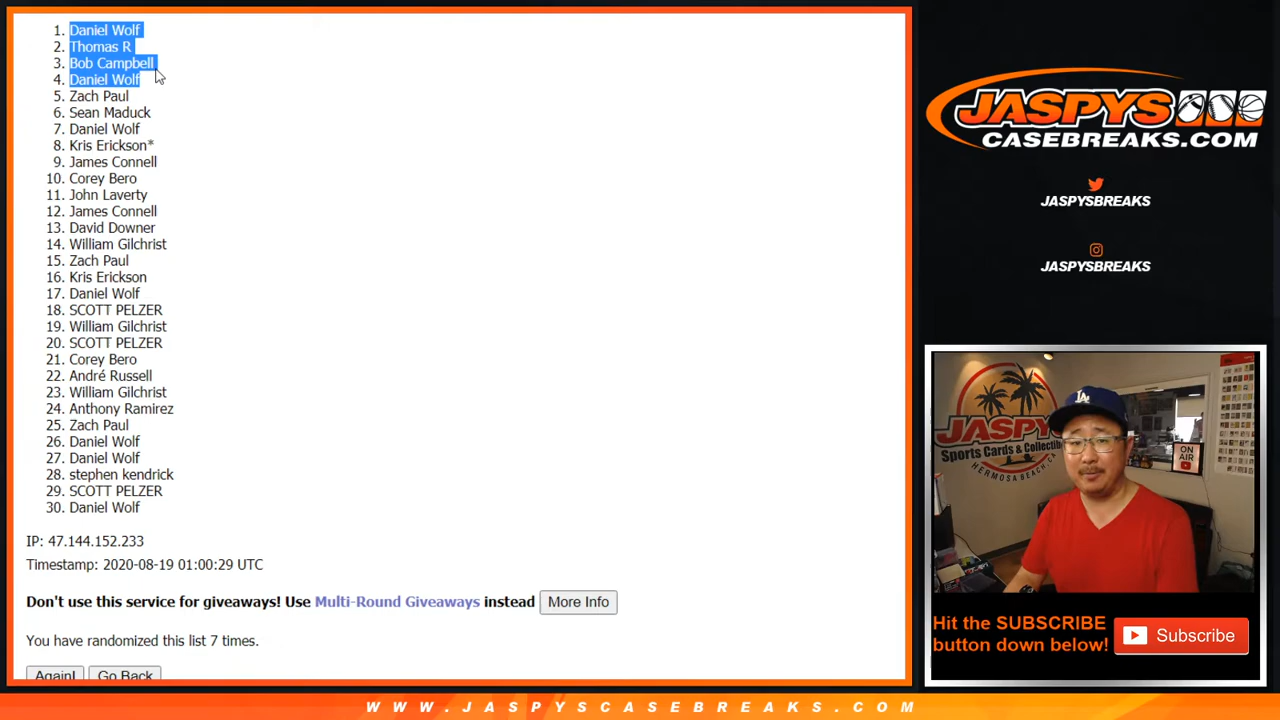 1. Daniel Wolf
2. Thomas R
3. Bob Campbell
4. Daniel Wolf
5. Zach Paul
6. Sean Maduck
7. Daniel Wolf
8. Kris Erickson*
9. James Connell
10. Corey Bero
11. John Laverty
12. James Connell
13. David Downer
14. William Gilchrist
15. Zach Paul
16. Kris Erickson
17. Daniel Wolf
18. SCOTT PELZER
19. William Gilchrist
20. SCOTT PELZER
21. Corey Bero
22. André Russell
23. William Gilchrist
24. Anthony Ramirez
25. Zach Paul
26. Daniel Wolf
27. Daniel Wolf
28. stephen kendrick
29. SCOTT PELZER
30. Daniel Wolf
IP: 47.144.152.233
Timestamp: 2020-08-19 01:00:29 UTC
Don't use this service for giveaways! Use Multi-Round Giveaways instead More Info
You have randomized this list 7 times.
Again! Go Back
JASPYS
CASEBREAKS.COM
JASPYSBREAKS
JASPYSBREAKS
JASPYS
Sports Cards & Collectib
HERMOSA BEACH, CA
LA
ON
AIR
Hit the SUBSCRIBE
button down below!
Subscribe
WWW.JASPYSCASEBREAKS.COM